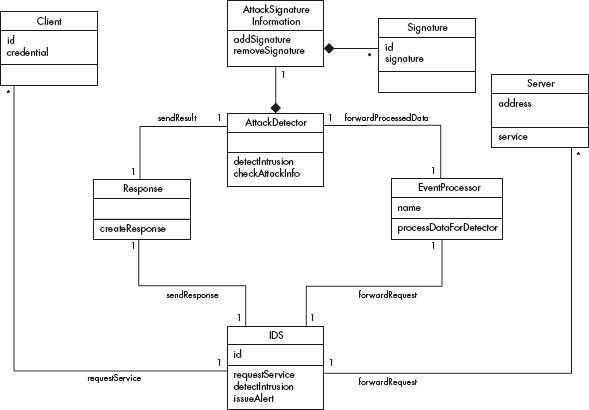 Client
id
credential
*
AttackSignature
Information
addSignature
removeSignature
1
*
Signature
id
signature
Server
address
service
*
sendResult
1
AttackDetector
detectIntrusion
checkAttackInfo
1
forwardProcessedData
1
Response
createResponse
1
1
EventProcessor
name
processDataForDetector
1
sendResponse
forwardRequest
1
1
IDS
id
requestService
detectIntrusion
issueAlert
1
requestService
1
forwardRequest